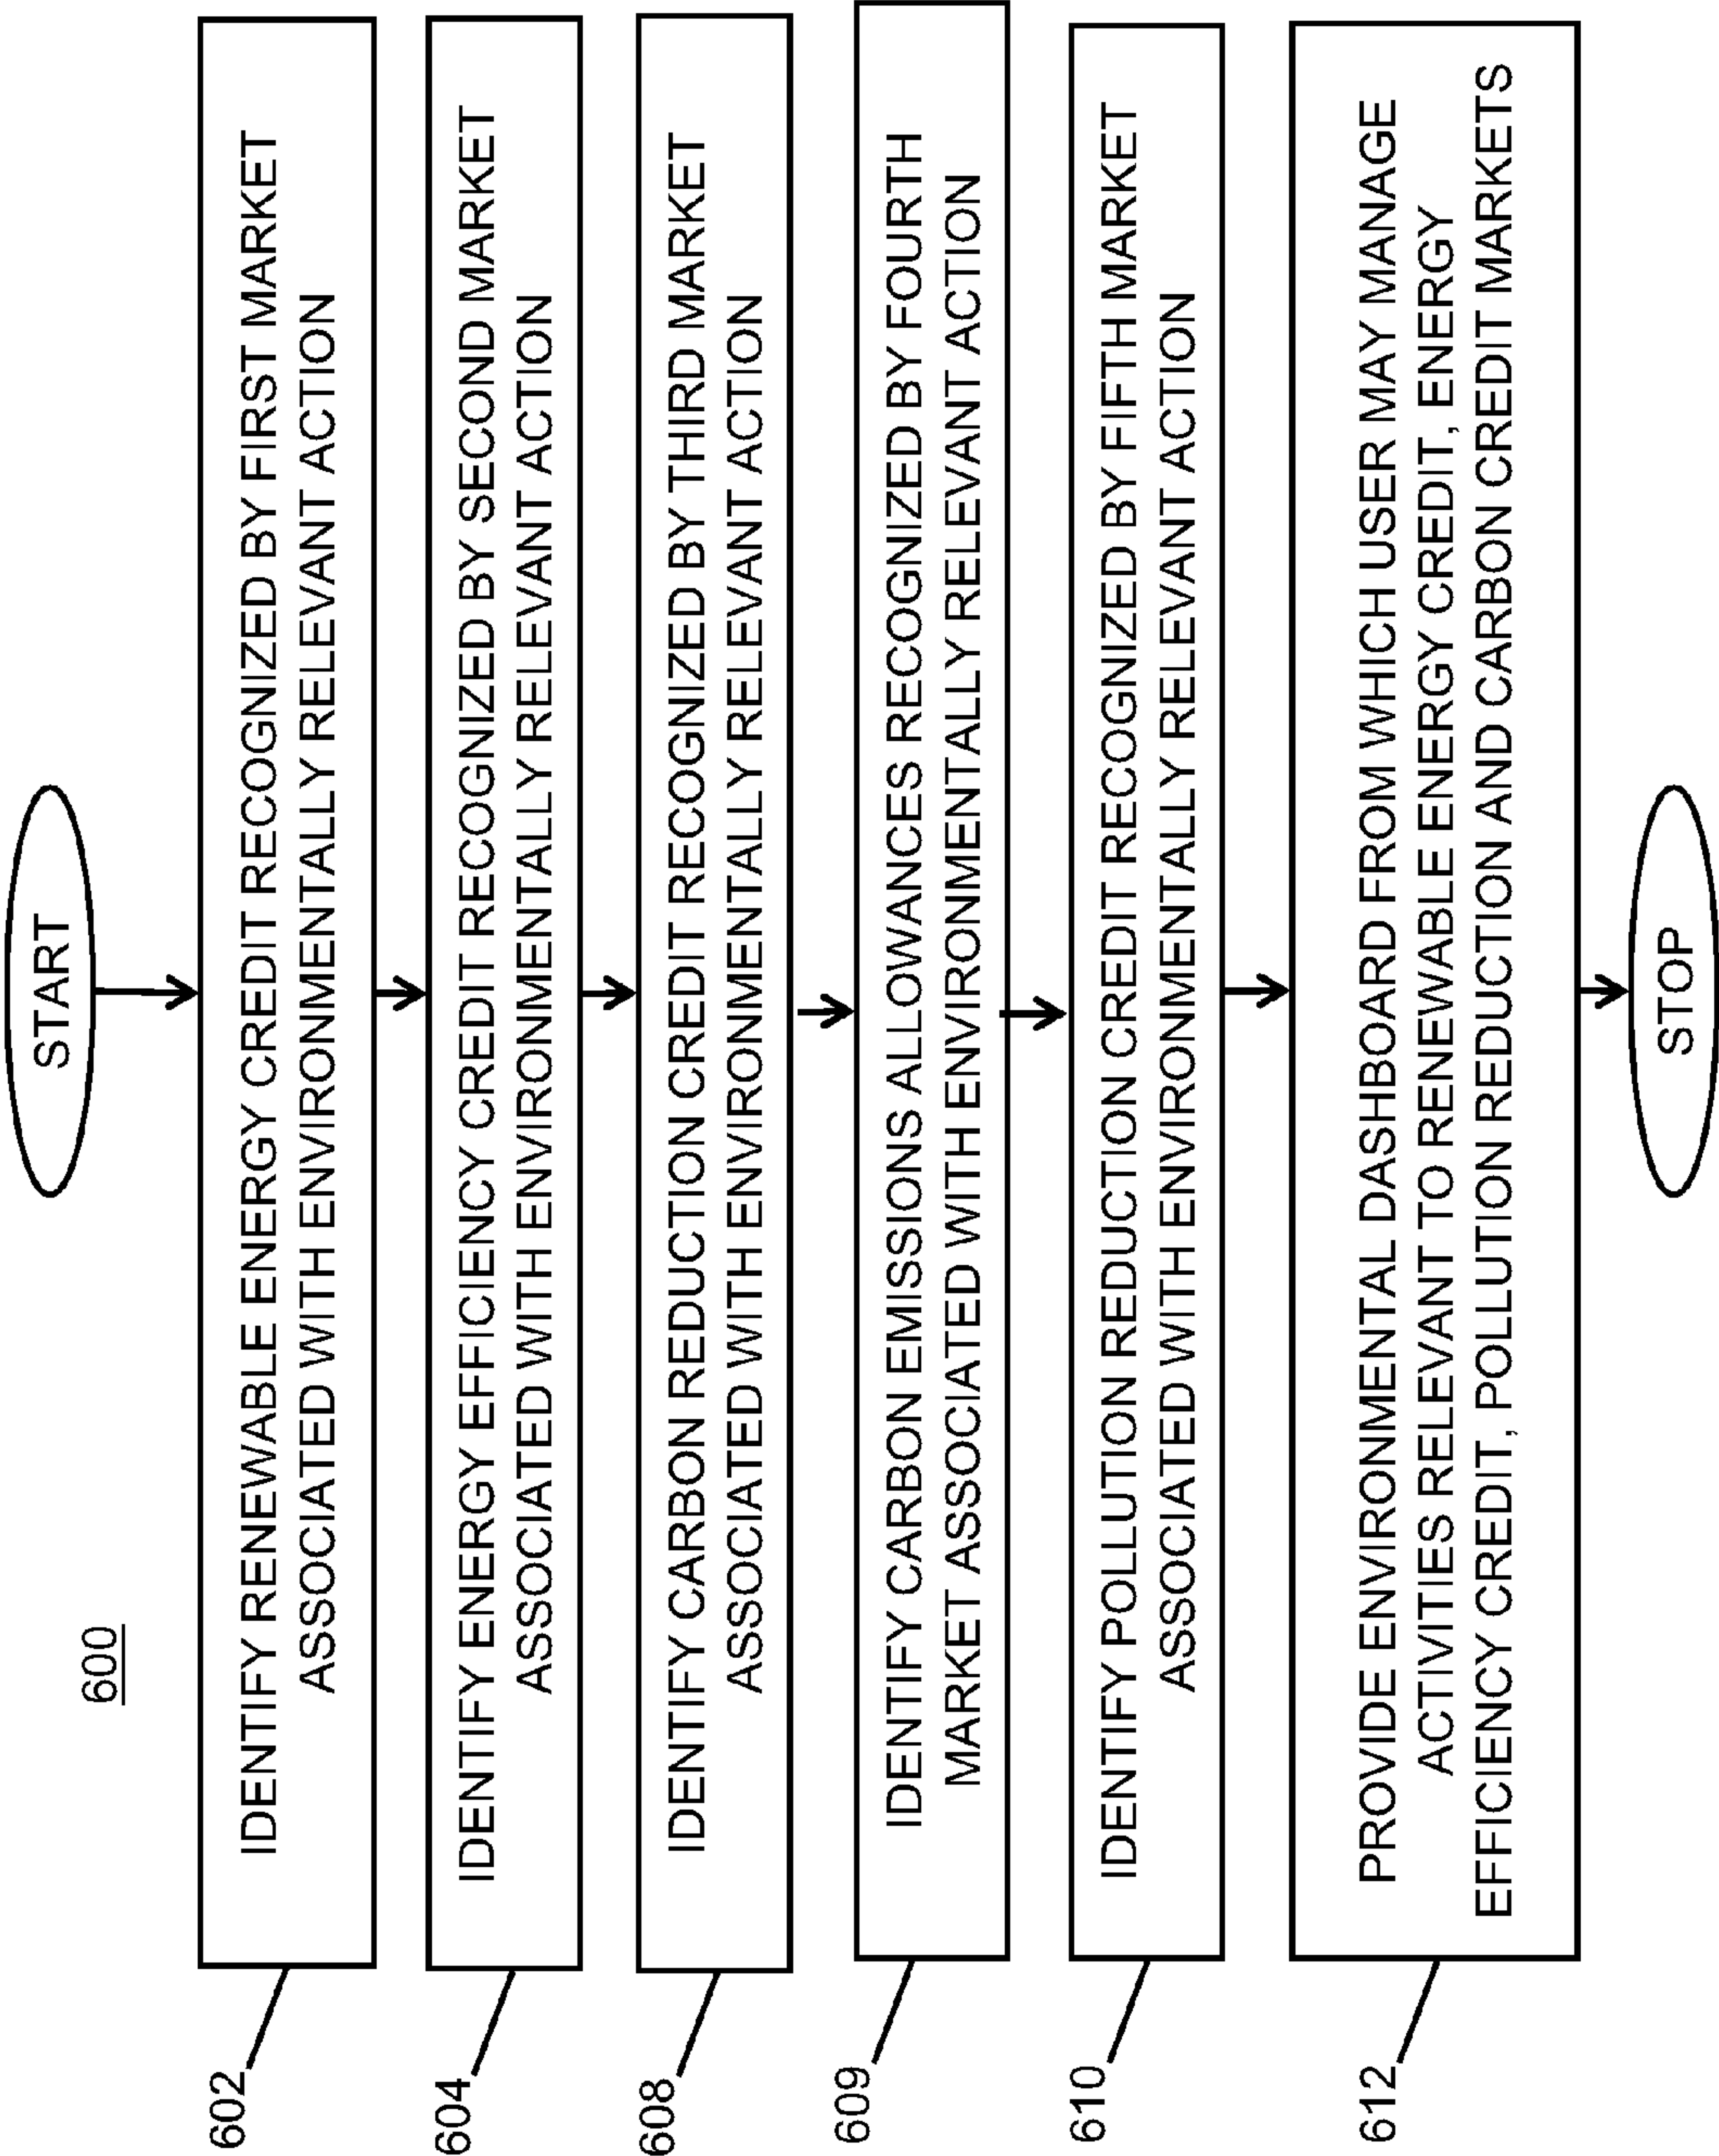 600
START
602
IDENTIFY RENEWABLE ENERGY CREDIT RECOGNIZED BY FIRST MARKET
ASSOCIATED WITH ENVIRONMENTALLY RELEVANT ACTION
604
IDENTIFY ENERGY EFFICIENCY CREDIT RECOGNIZED BY SECOND MARKET
ASSOCIATED WITH ENVIRONMENTALLY RELEVANT ACTION
608
IDENTIFY CARBON REDUCTION CREDIT RECOGNIZED BY THIRD MARKET
ASSOCIATED WITH ENVIRONMENTALLY RELEVANT ACTION
609
IDENTIFY CARBON EMISSIONS ALLOWANCES RECOGNIZED BY FOURTH
MARKET ASSOCIATED WITH ENVIRONMENTALLY RELEVANT ACTION
610
IDENTIFY POLLUTION REDUCTION CREDIT RECOGNIZED BY FIFTH MARKET
ASSOCIATED WITH ENVIRONMENTALLY RELEVANT ACTION
612
PROVIDE ENVIRONMENTAL DASHBOARD FROM WHICH USER MAY MANAGE
ACTIVITIES RELEVANT TO RENEWABLE ENERGY CREDIT, ENERGY
EFFICIENCY CREDIT, POLLUTION REDUCTION AND CARBON CREDIT MARKETS
STOP